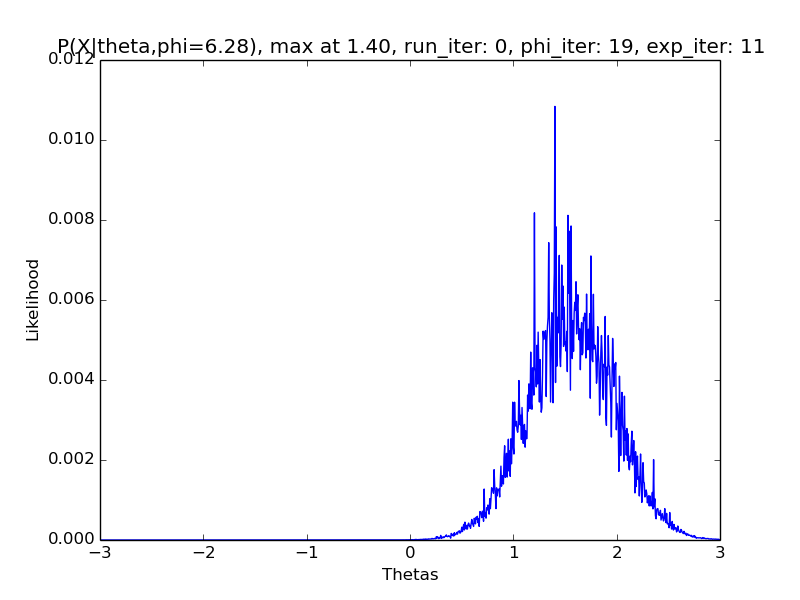 P(X|theta,phi=6.28), max at 1.40, run_iter: 0, phi_iter: 19, exp_iter: 11
0.012
0.010
0.008
0.006
0.004
0.002
0.000
Likelihood
−3 −2 −1 0 1 2 3
Thetas